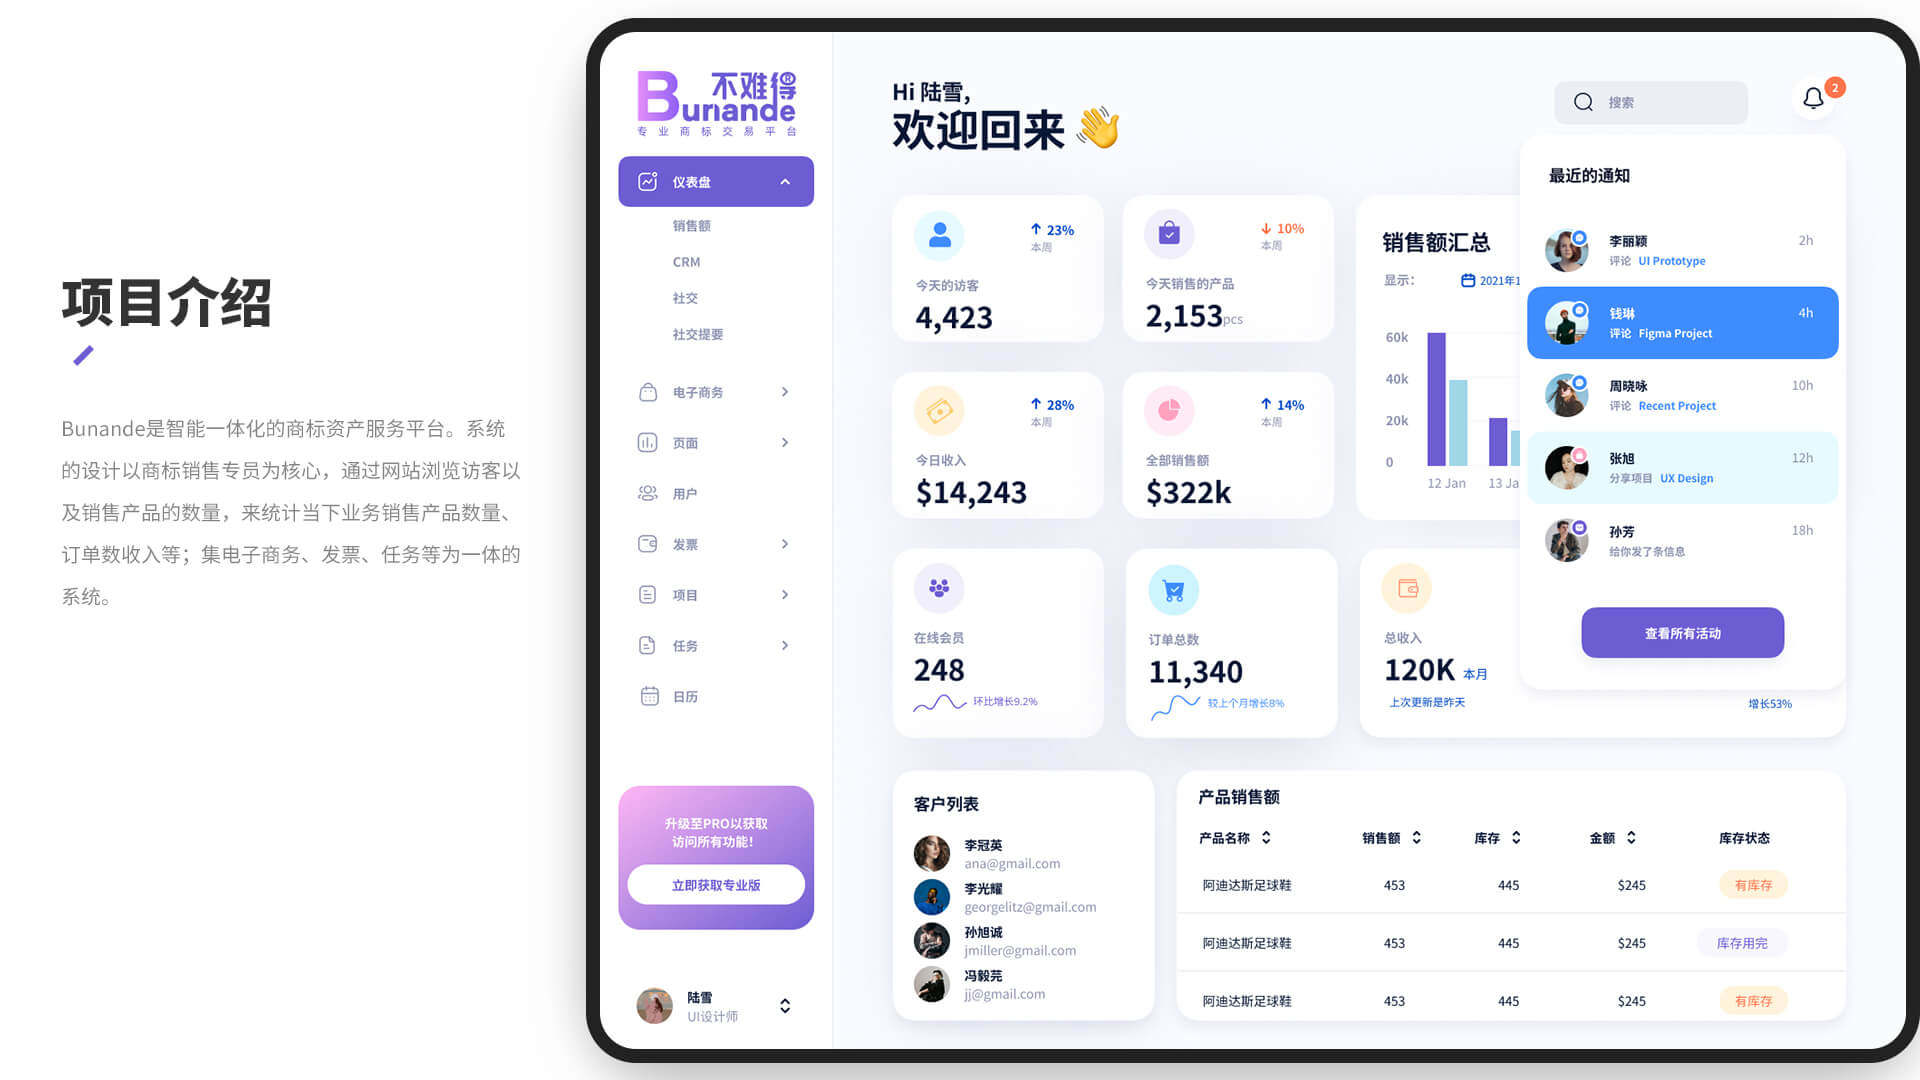 项目介绍
Bunande是智能一体化的商标资产服务平台。系统
的设计以商标销售专员为核心，通过网站浏览访客以
及销售产品的数量，来统计当下业务销售产品数量、
订单数收入等；集电子商务、发票、任务等为一体的
系统。
不难得®
Bunande
专业商标交易平台
仪表盘
销售额
CRM
社交
社交提要
电子商务
页面
用户
发票
项目
任务
日历
升级至PRO以获取
访问所有功能！
立即获取专业版
陆雪
UI设计师
Hi 陆雪,
欢迎回来
搜索
2
23%
本周
今天的访客
4,423
10%
本周
今天销售的产品
2,153pcs
28%
本周
今日收入
$14,243
14%
本周
全部销售额
$322k
销售额汇总
显示：
2021年1
60k
40k
20k
0
12 Jan
13 Ja
在线会员
248
环比增长9.2%
订单总数
11,340
较上个月增长8%
总收入
120K 本月
上次更新是昨天
增长53%
最近的通知
李丽颖 2h
评论 UI Prototype
钱琳 4h
评论 Figma Project
周晓咏 10h
评论 Recent Project
张旭 12h
分享项目 UX Design
孙芳 18h
给你发了条信息
查看所有活动
客户列表
李冠英
ana@gmail.com
李光耀
georgelitz@gmail.com
孙旭诚
jmiller@gmail.com
冯毅芫
jj@gmail.com
产品销售额
产品名称 销售额 库存 金额 库存状态
阿迪达斯足球鞋 453 445 $245 有库存
阿迪达斯足球鞋 453 445 $245 库存用完
阿迪达斯足球鞋 453 445 $245 有库存